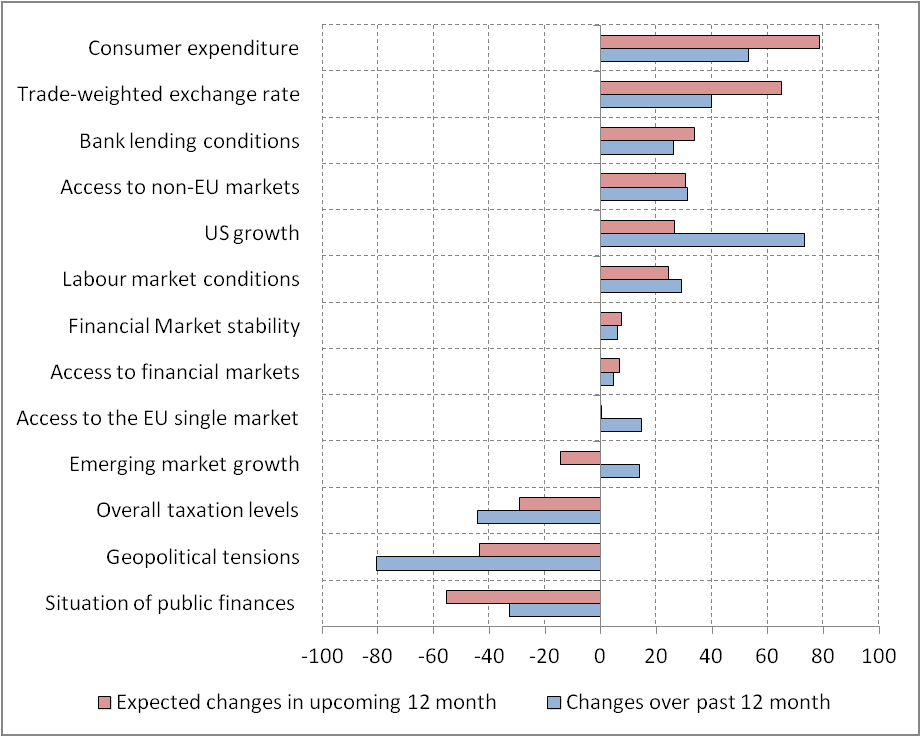 Consumer expenditure
Trade-weighted exchange rate
Bank lending conditions
Access to non-EU markets
US growth
Labour market conditions
Financial Market stability
Access to financial markets
Access to the EU single market
Emerging market growth
Overall taxation levels
Geopolitical tensions
Situation of public finances
-100 -80 -60 -40 -20 0 20 40 60 80 100
Expected changes in upcoming 12 month Changes over past 12 month